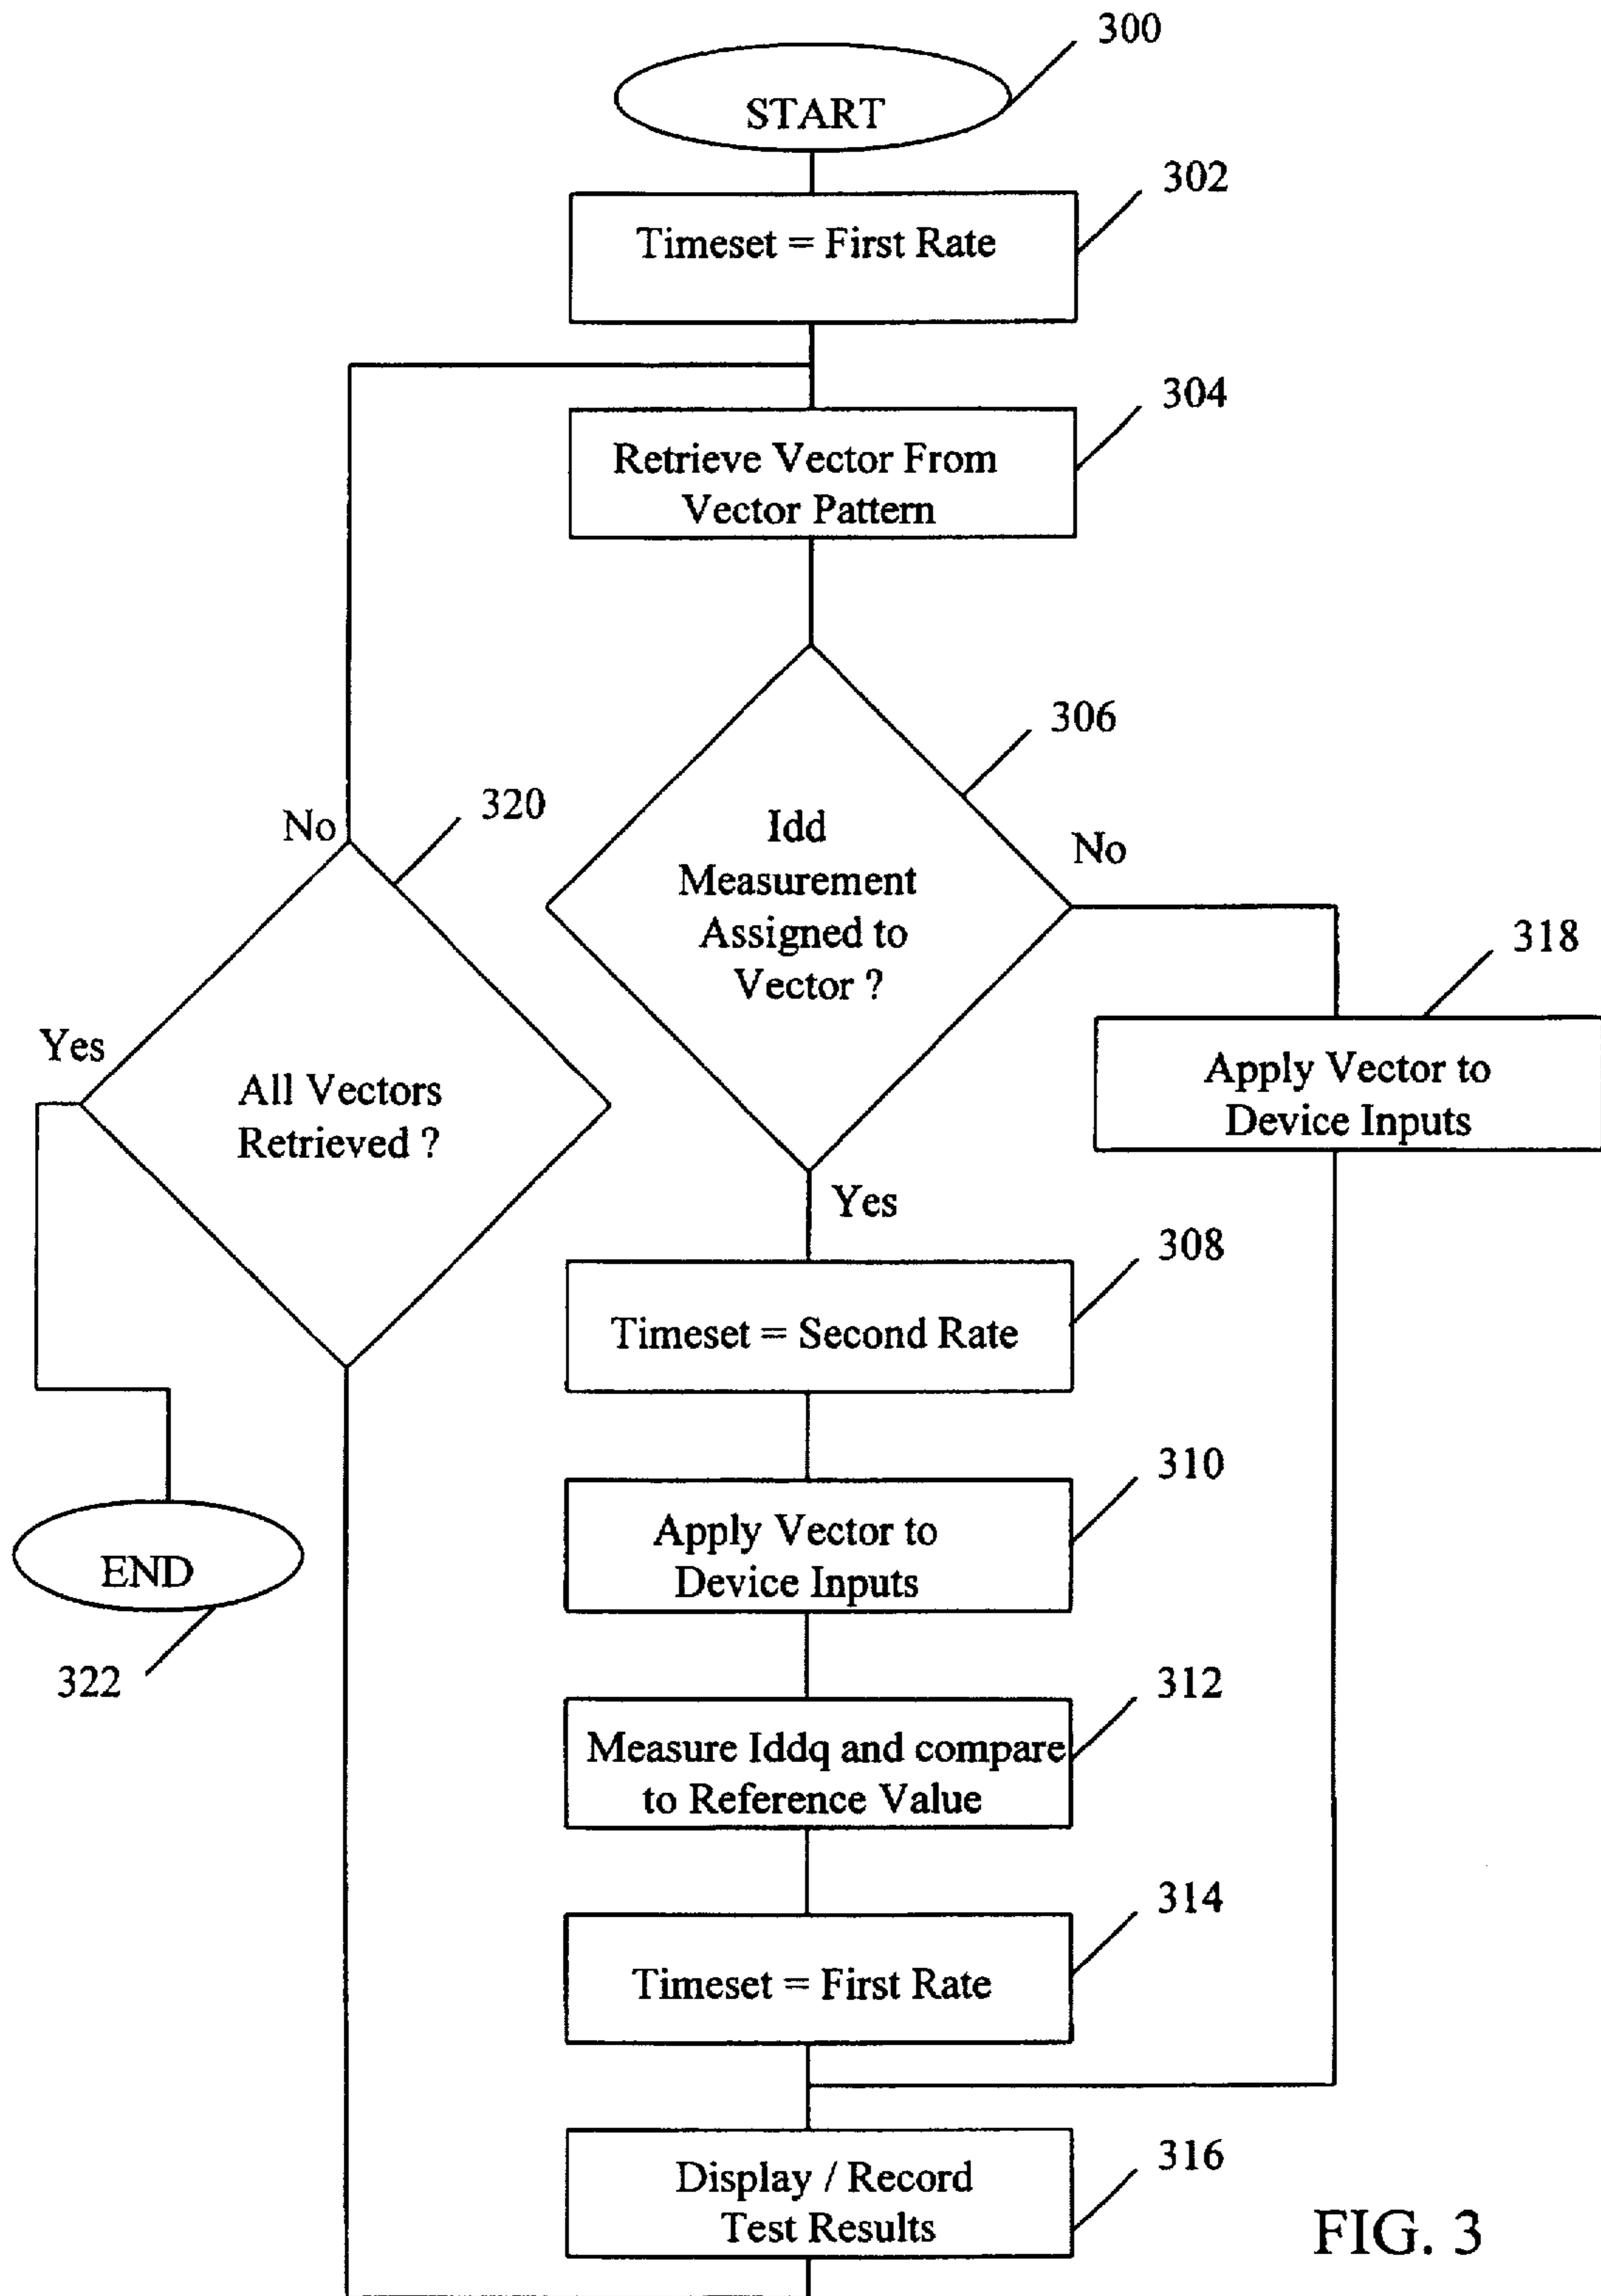 300
START
302
Timeset = First Rate
304
Retrieve Vector From
Vector Pattern
306
Idd
Measurement
Assigned to
Vector ?
No
320
No
318
Apply Vector to
Device Inputs
Yes
All Vectors
Retrieved ?
Yes
308
Timeset = Second Rate
310
Apply Vector to
Device Inputs
END
322
312
Measure Iddq and compare
to Reference Value
314
Timeset = First Rate
316
Display / Record
Test Results
FIG. 3